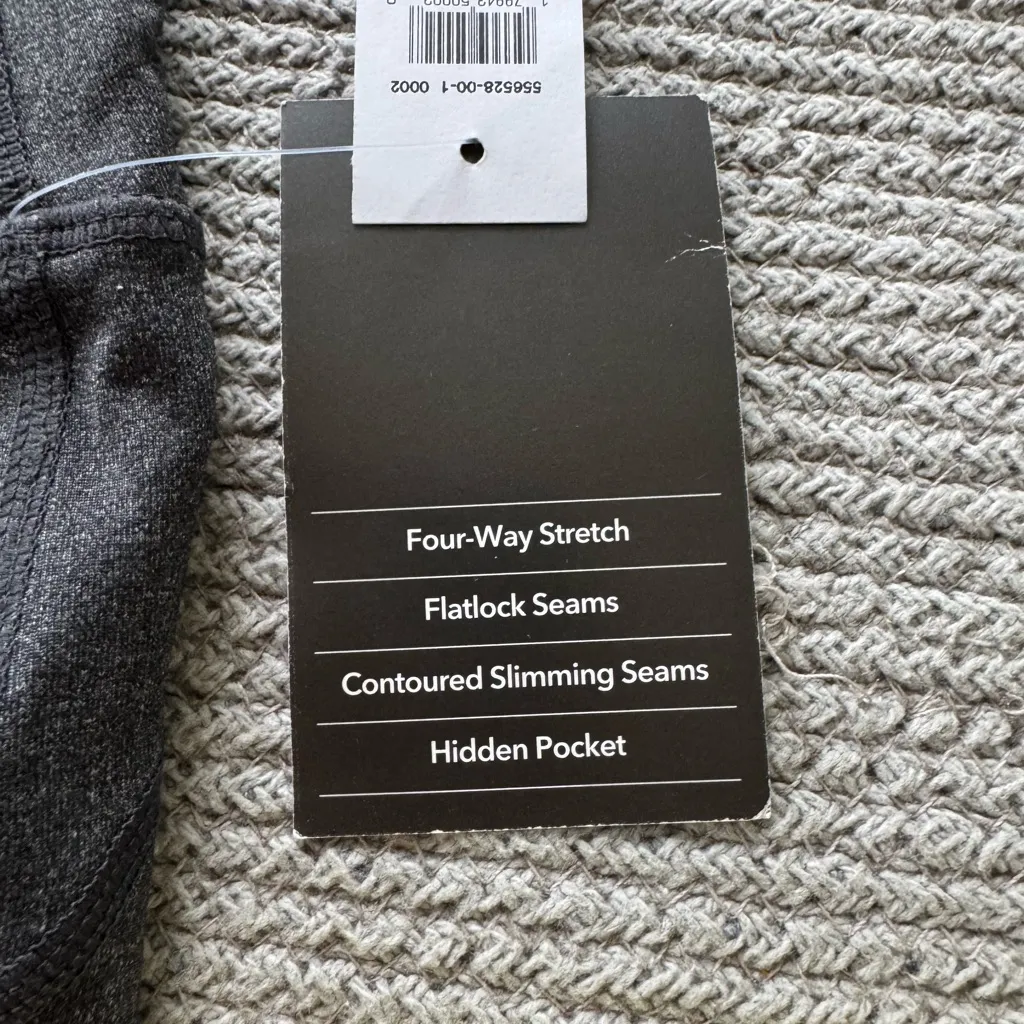 556528-00-1 0002
Four-Way Stretch
Flatlock Seams
Contoured Slimming Seams
Hidden Pocket